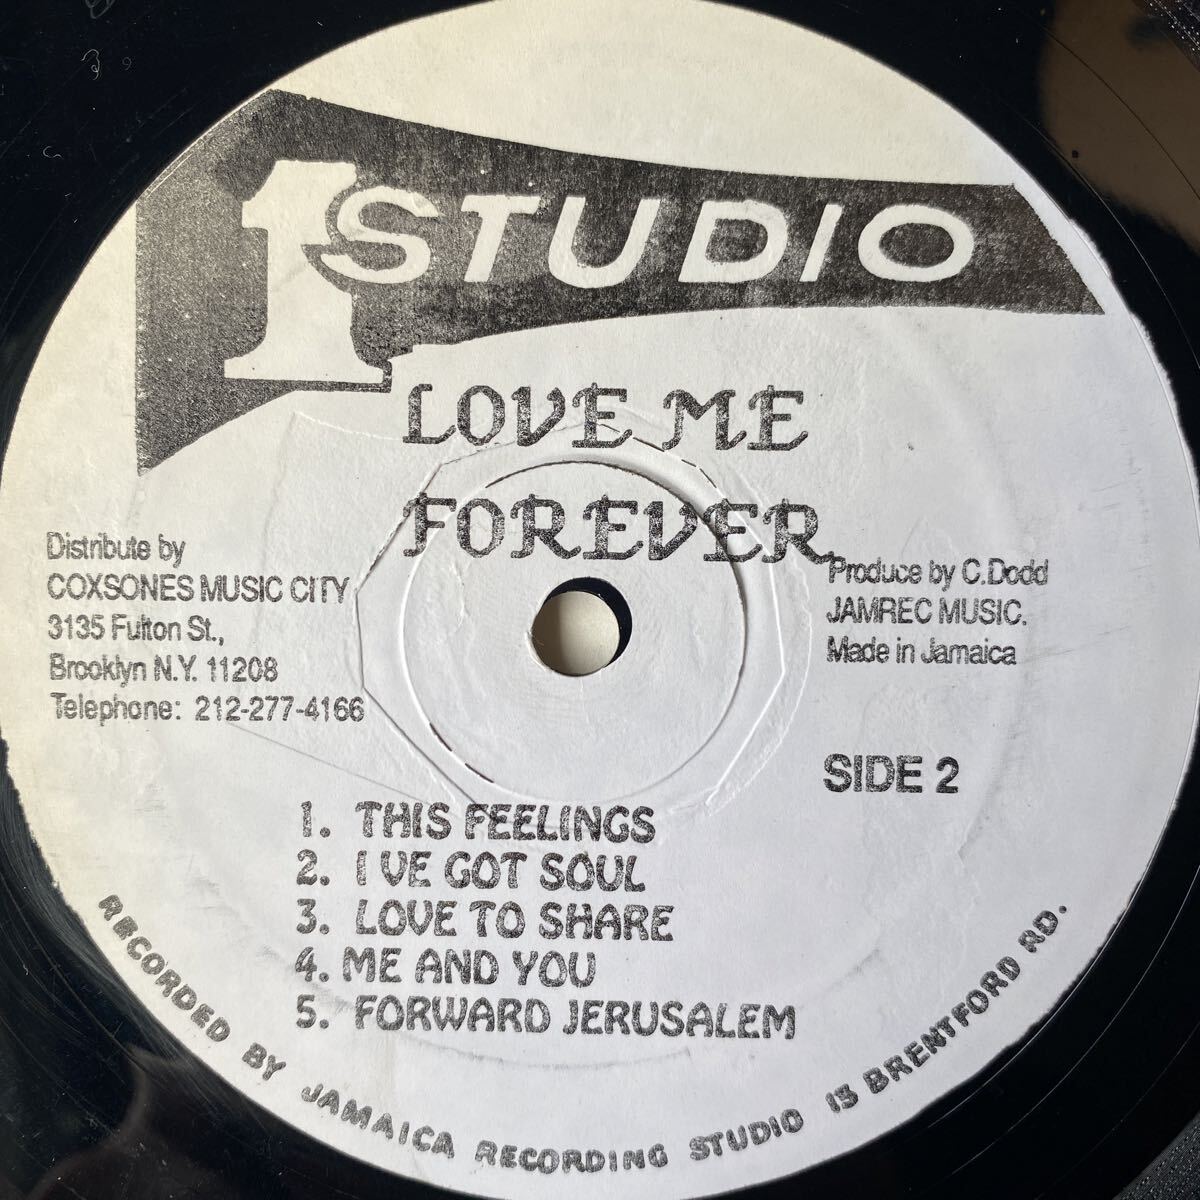 1 STUDIO
LOVE ME
FOREVER
Distribute by
COXSONES MUSIC CITY
3135 Fulton St.,
Brooklyn N.Y. 11208
Telephone: 212-277-4166
Produce by C.Dodd
JAMREC MUSIC.
Made in Jamaica
SIDE 2
1. THIS FEELINGS
2. I VE GOT SOUL
3. LOVE TO SHARE
4. ME AND YOU
5. FORWARD JERUSALEM
RECORDED BY JAMAICA RECORDING STUDIO 13 BRENTFORD RD.